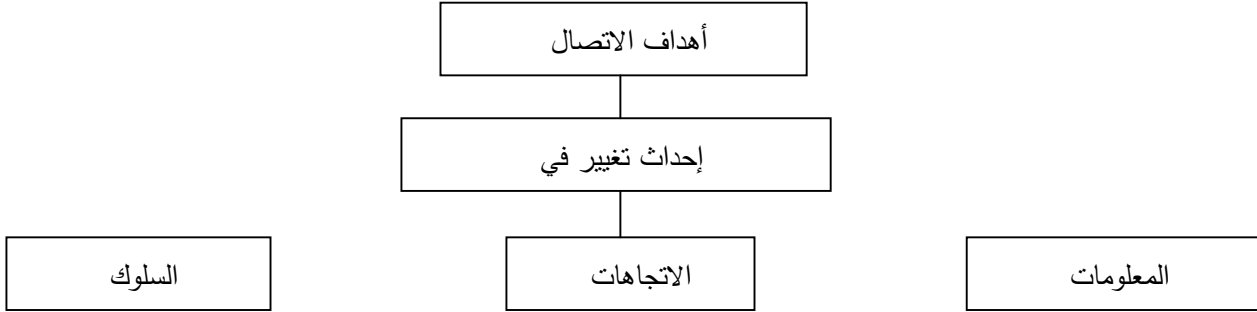 أهداف الاتصال
إحداث تغيير في
المعلومات
الاتجاهات
السلوك